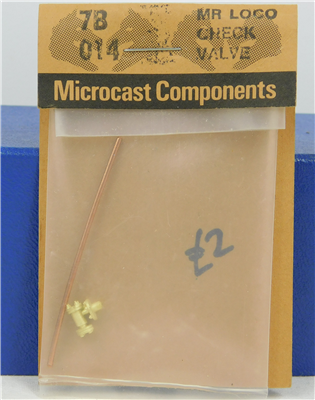 78 MR LOCO
014 CHECK
VALVE
Microcast Components
£2